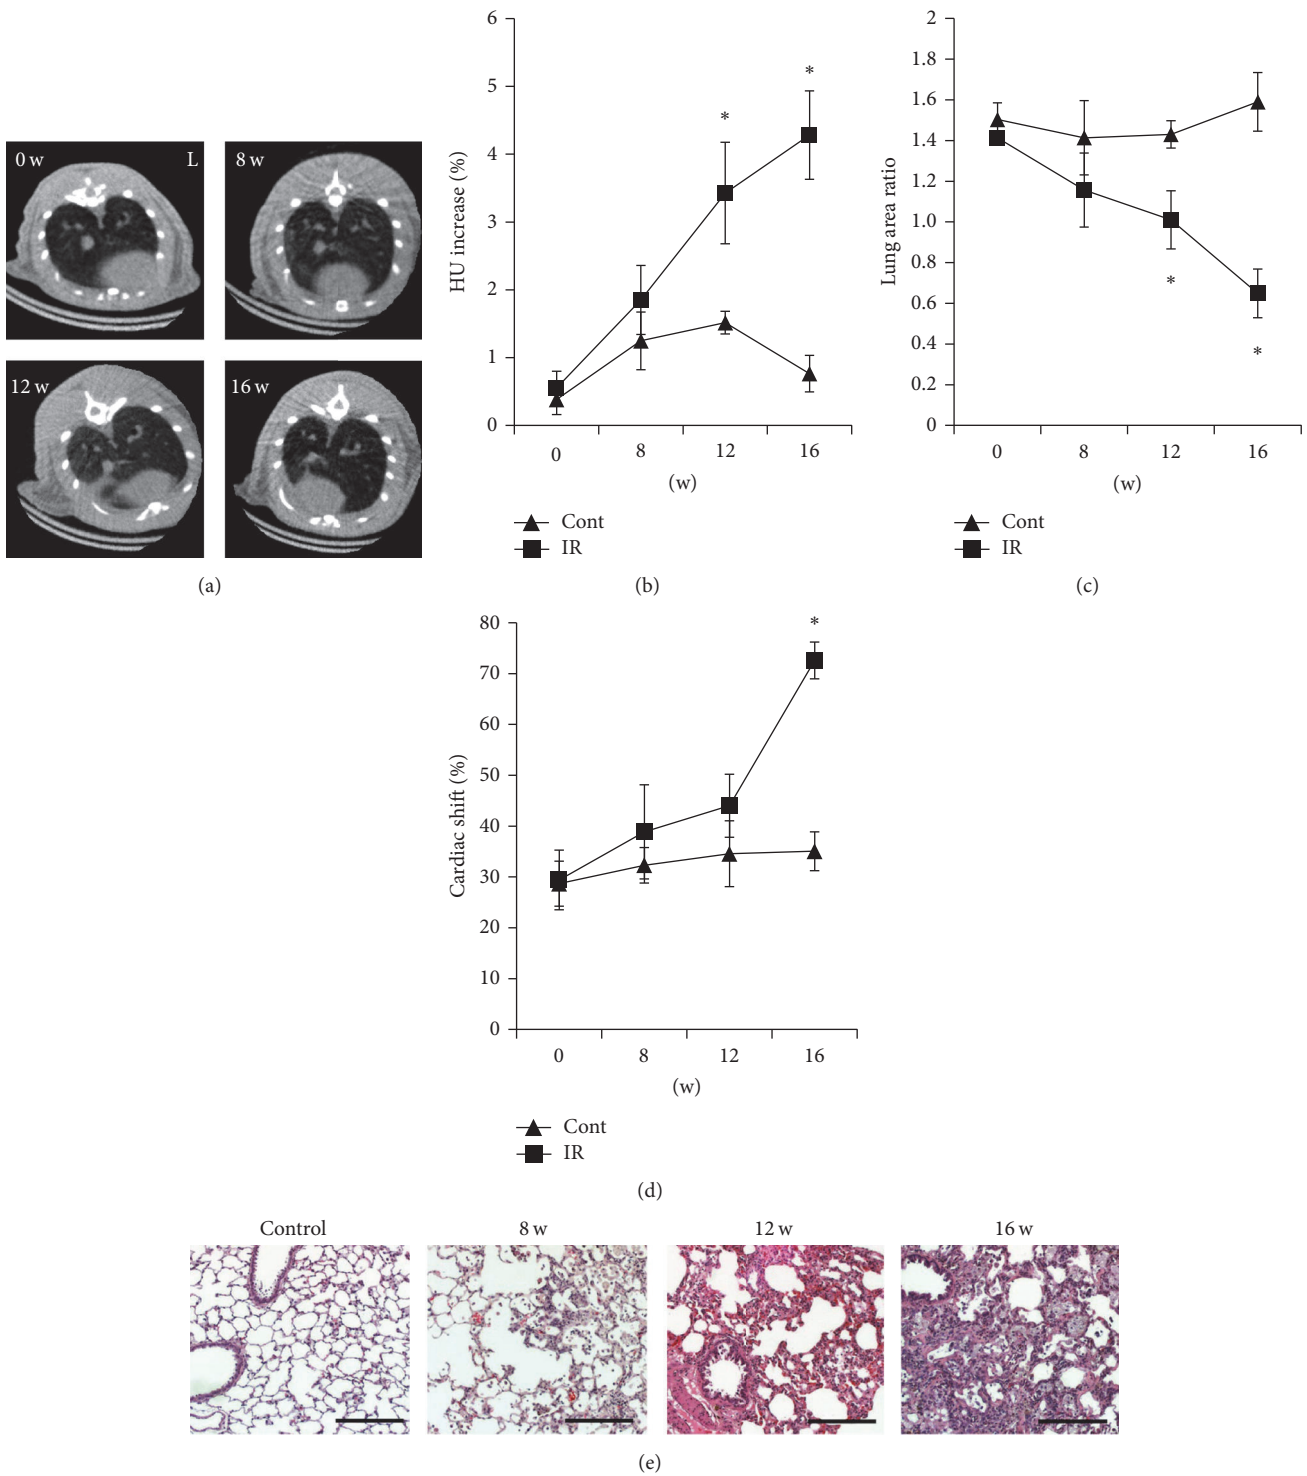 0 w
L
8 w
12 w
16 w
(a)
6
5
4
3
2
1
0
HU increase (%)
0
8
12
16
(w)
*
*
Cont
IR
(b)
2
1.8
1.6
1.4
1.2
1.0
0.8
0.6
0.4
0.2
0
Lung area ratio
0
8
12
16
(w)
*
*
Cont
IR
(c)
80
70
60
50
40
30
20
10
0
Cardiac shift (%)
0
8
12
16
(w)
*
Cont
IR
(d)
Control
8 w
12 w
16 w
(e)